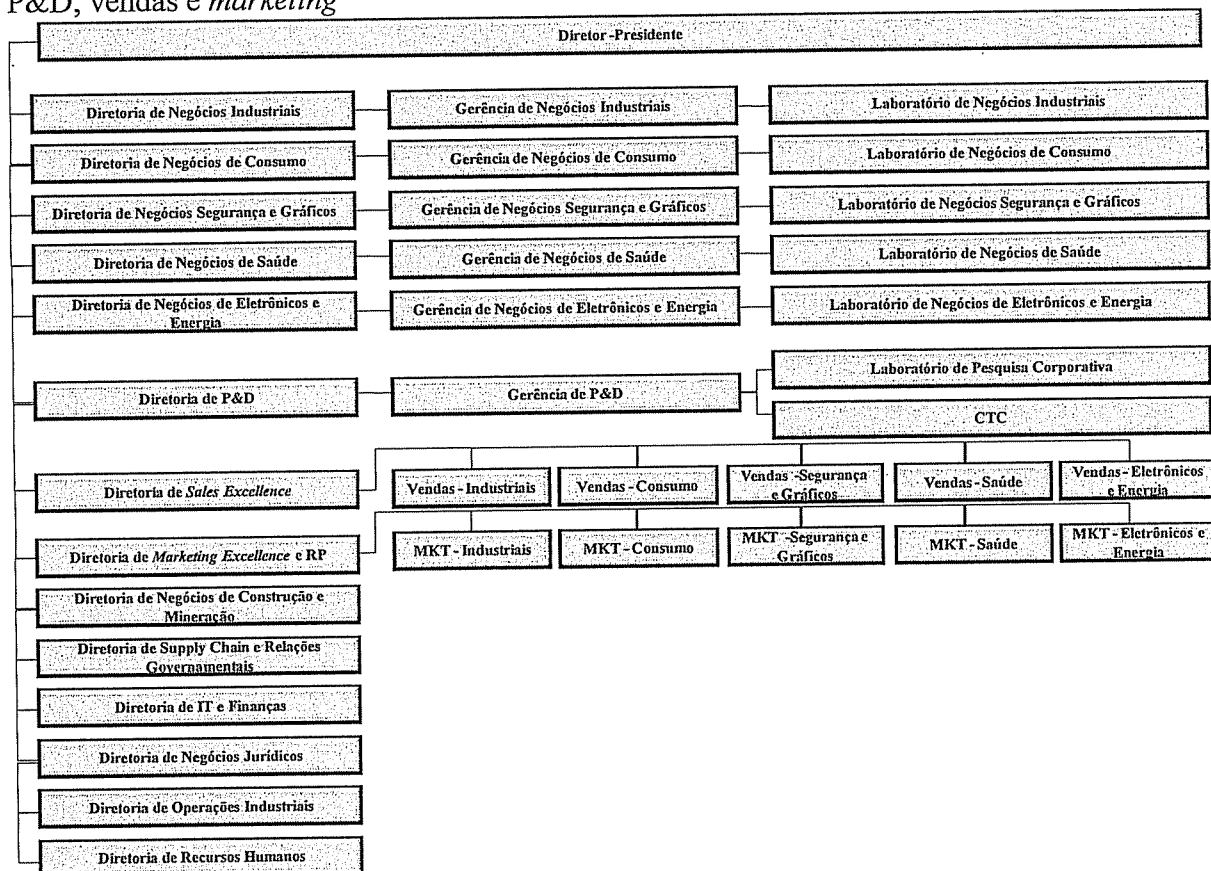 P&D, vendas e marketing
Diretor-Presidente
Diretoria de Negócios Industriais
Gerência de Negócios Industriais
Laboratório de Negócios Industriais
Diretoria de Negócios de Consumo
Gerência de Negócios de Consumo
Laboratório de Negócios de Consumo
Diretoria de Negócios Segurança e Gráficos
Gerência de Negócios Segurança e Gráficos
Laboratório de Negócios Segurança e Gráficos
Diretoria de Negócios de Saúde
Gerência de Negócios de Saúde
Laboratório de Negócios de Saúde
Diretoria de Negócios de Eletrônicos e
Energia
Gerência de Negócios de Eletrônicos e Energia
Laboratório de Negócios de Eletrônicos e Energia
Diretoria de P&D
Gerência de P&D
Laboratório de Pesquisa Corporativa
CTC
Diretoria de Sales Excellence
Vendas - Industriais
Vendas - Consumo
Vendas -Segurança
e Gráficos
Vendas - Saúde
Vendas - Eletrônicos
e Energia
Diretoria de Marketing Excellence e RP
MKT - Industriais
MKT - Consumo
MKT -Segurança e
Gráficos
MKT - Saúde
MKT - Eletrônicos e
Energia
Diretoria de Negócios de Construção e
Mineração
Diretoria de Supply Chain e Relações
Governamentais
Diretoria de IT e Finanças
Diretoria de Negócios Jurídicos
Diretoria de Operações Industriais
Diretoria de Recursos Humanos